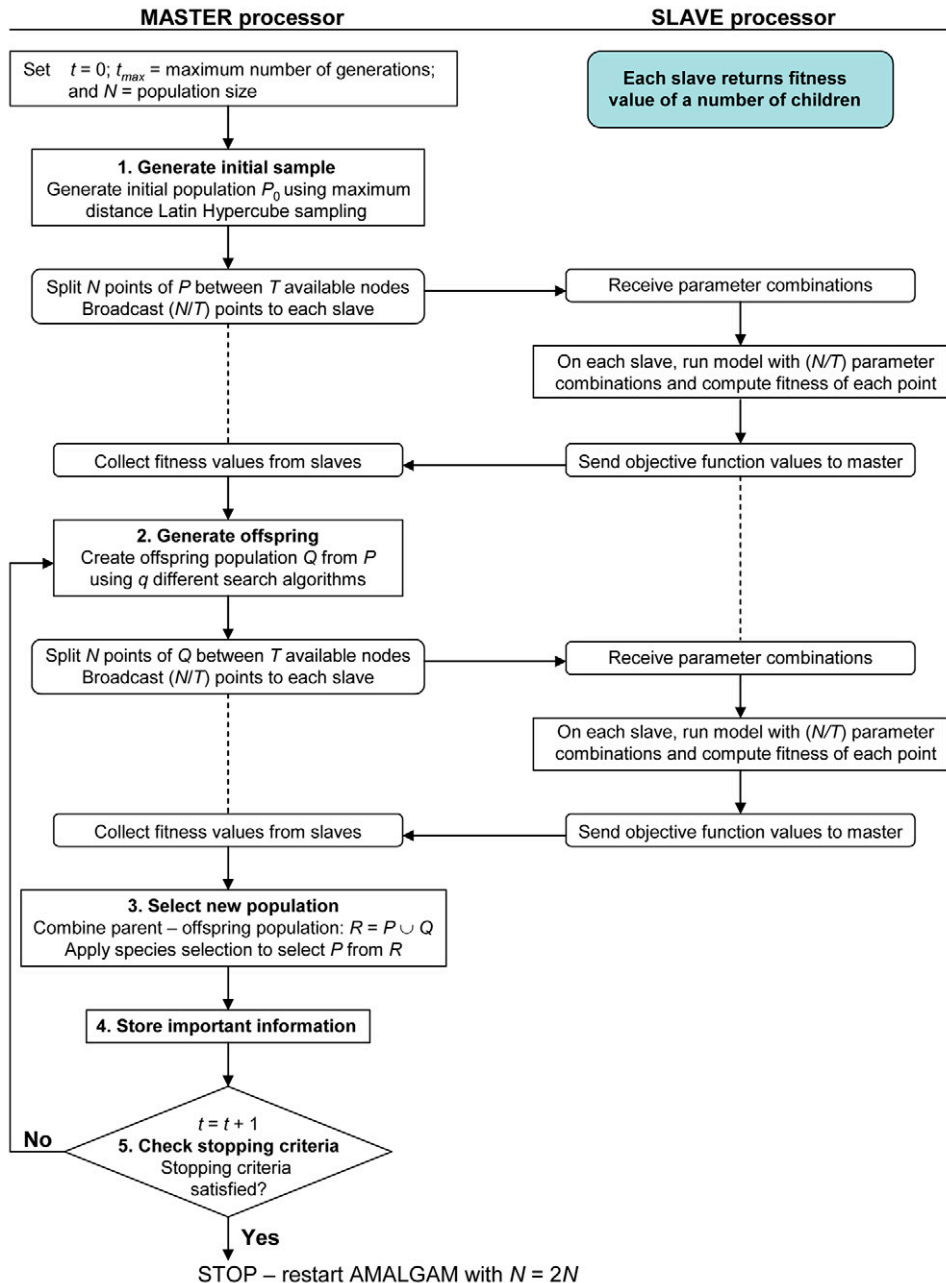 MASTER processor
SLAVE processor
Set t = 0; tmax = maximum number of generations;
and N = population size
Each slave returns fitness
value of a number of children
1. Generate initial sample
Generate initial population P0 using maximum
distance Latin Hypercube sampling
Split N points of P between T available nodes
Broadcast (N/T) points to each slave
Receive parameter combinations
On each slave, run model with (N/T) parameter
combinations and compute fitness of each point
Collect fitness values from slaves
Send objective function values to master
2. Generate offspring
Create offspring population Q from P
using q different search algorithms
Split N points of Q between T available nodes
Broadcast (N/T) points to each slave
Receive parameter combinations
On each slave, run model with (N/T) parameter
combinations and compute fitness of each point
Collect fitness values from slaves
Send objective function values to master
3. Select new population
Combine parent – offspring population: R = P ∪ Q
Apply species selection to select P from R
4. Store important information
t = t + 1
No
5. Check stopping criteria
Stopping criteria
satisfied?
Yes
STOP – restart AMALGAM with N = 2N